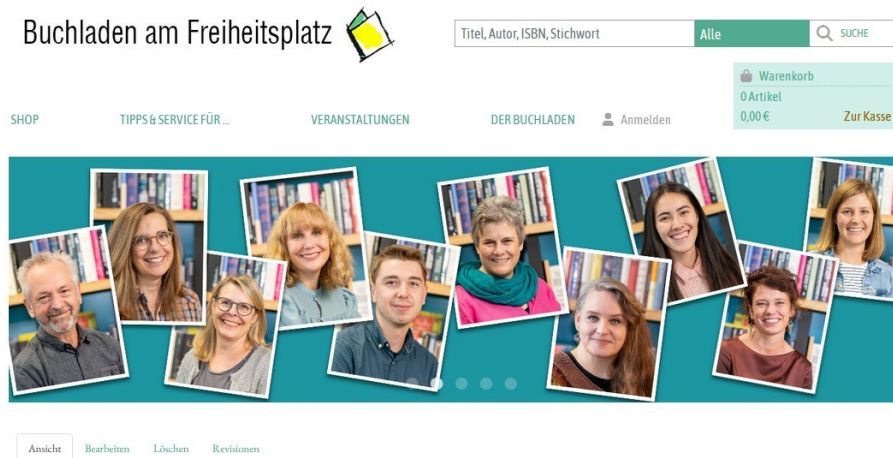 Buchladen am Freiheitsplatz
Titel, Autor, ISBN, Stichwort Alle SUCHE
Warenkorb
0 Artikel
0,00 € Zur Kasse
SHOP TIPPS & SERVICE FÜR ... VERANSTALTUNGEN DER BUCHLADEN Anmelden
Ansicht Bearbeiten Löschen Revisionen